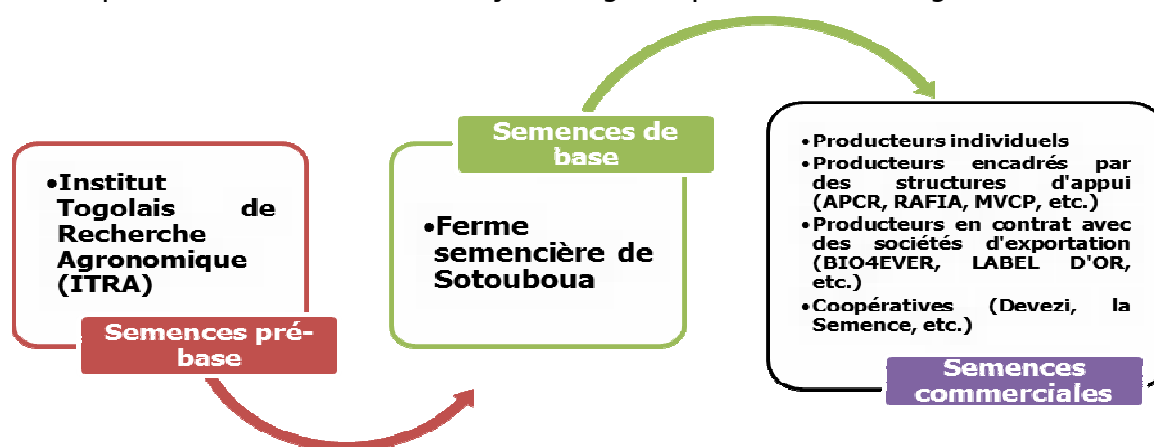 •Institut
Togolais de
Recherche
Agronomique
(ITRA)
Semences pré-
base
Semences de
base
•Ferme
semencière de
Sotouboua
•Producteurs individuels
•Producteurs encadrés par
des structures d'appui
(APCR, RAFIA, MVCP, etc.)
•Producteurs en contrat avec
des sociétés d'exportation
(BIO4EVER, LABEL D'OR,
etc.)
•Coopératives (Devezi, la
Semence, etc.)
Semences
commerciales